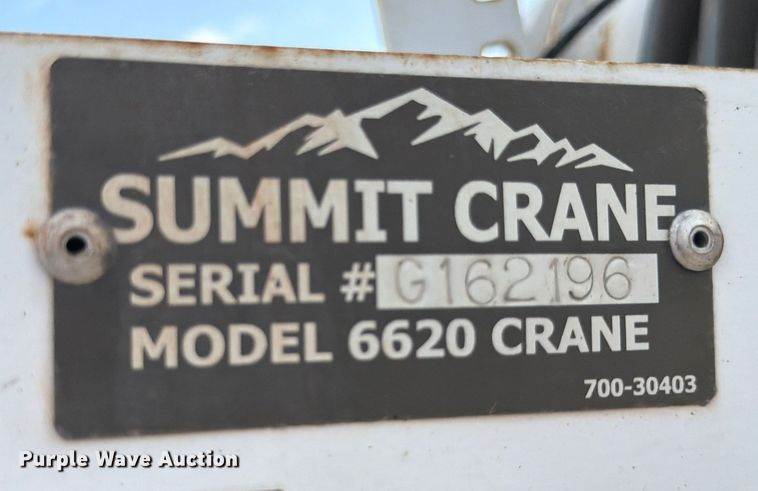 SUMMIT CRANE
SERIAL # G162196
MODEL 6620 CRANE
700-30403
Purple Wave Auction